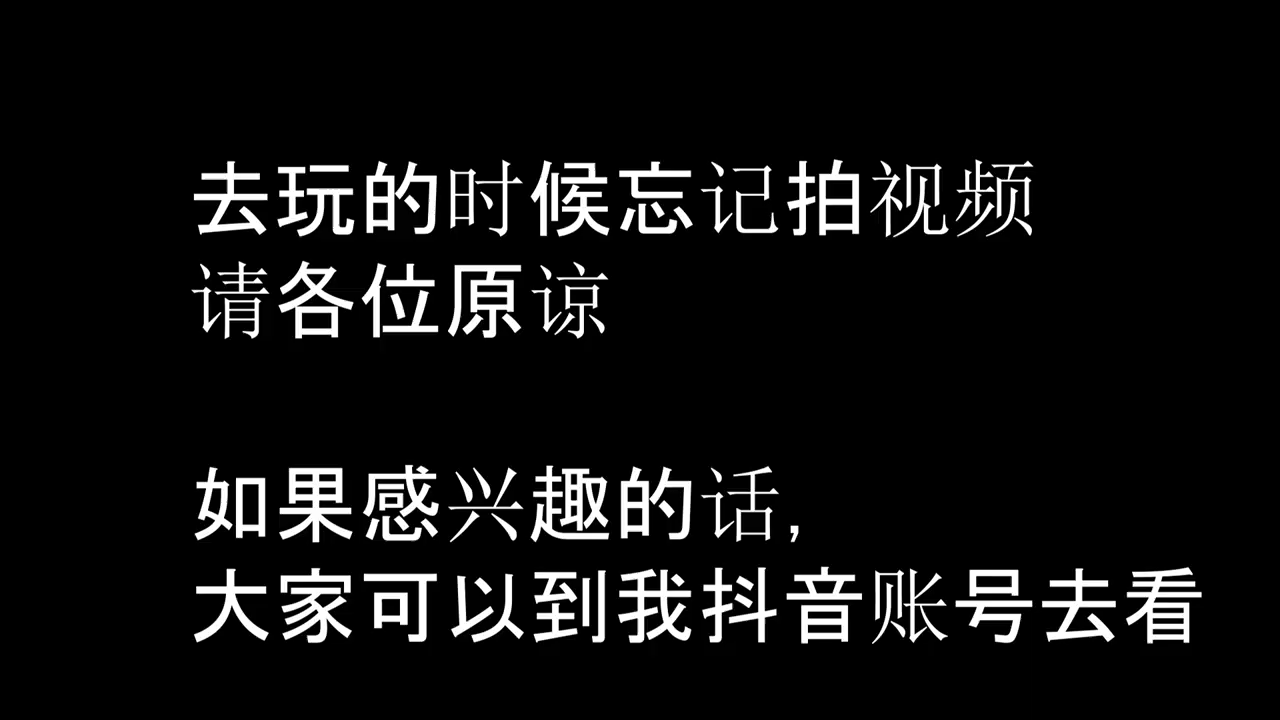 去玩的时候忘记拍视频
请各位原谅
如果感兴趣的话,
大家可以到我抖音账号去看